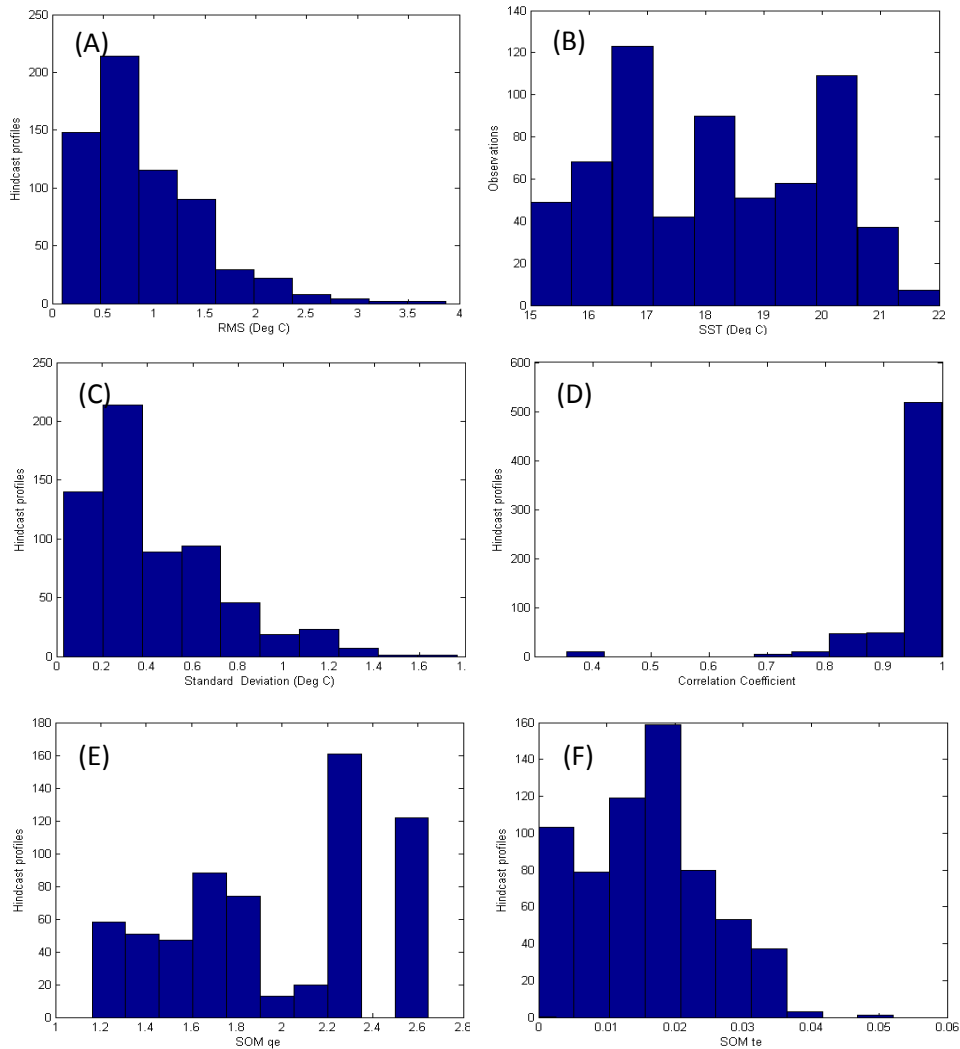 (A)
250
200
150
100
50
0
Hindcast profiles
0 0.5 1 1.5 2 2.5 3 3.5 4
RMS (Deg C)
(B)
140
120
100
80
60
40
20
0
Observations
15 16 17 18 19 20 21 22
SST (Deg C)
(C)
250
200
150
100
50
0
Hindcast profiles
0 0.2 0.4 0.6 0.8 1 1.2 1.4 1.6 1.
Standard Deviation (Deg C)
(D)
600
500
400
300
200
100
0
Hindcast profiles
0.4 0.5 0.6 0.7 0.8 0.9 1
Correlation Coefficient
(E)
180
160
140
120
100
80
60
40
20
0
Hindcast profiles
1 1.2 1.4 1.6 1.8 2 2.2 2.4 2.6 2.8
SOM qe
(F)
160
140
120
100
80
60
40
20
0
Hindcast profiles
0 0.01 0.02 0.03 0.04 0.05 0.06
SOM te